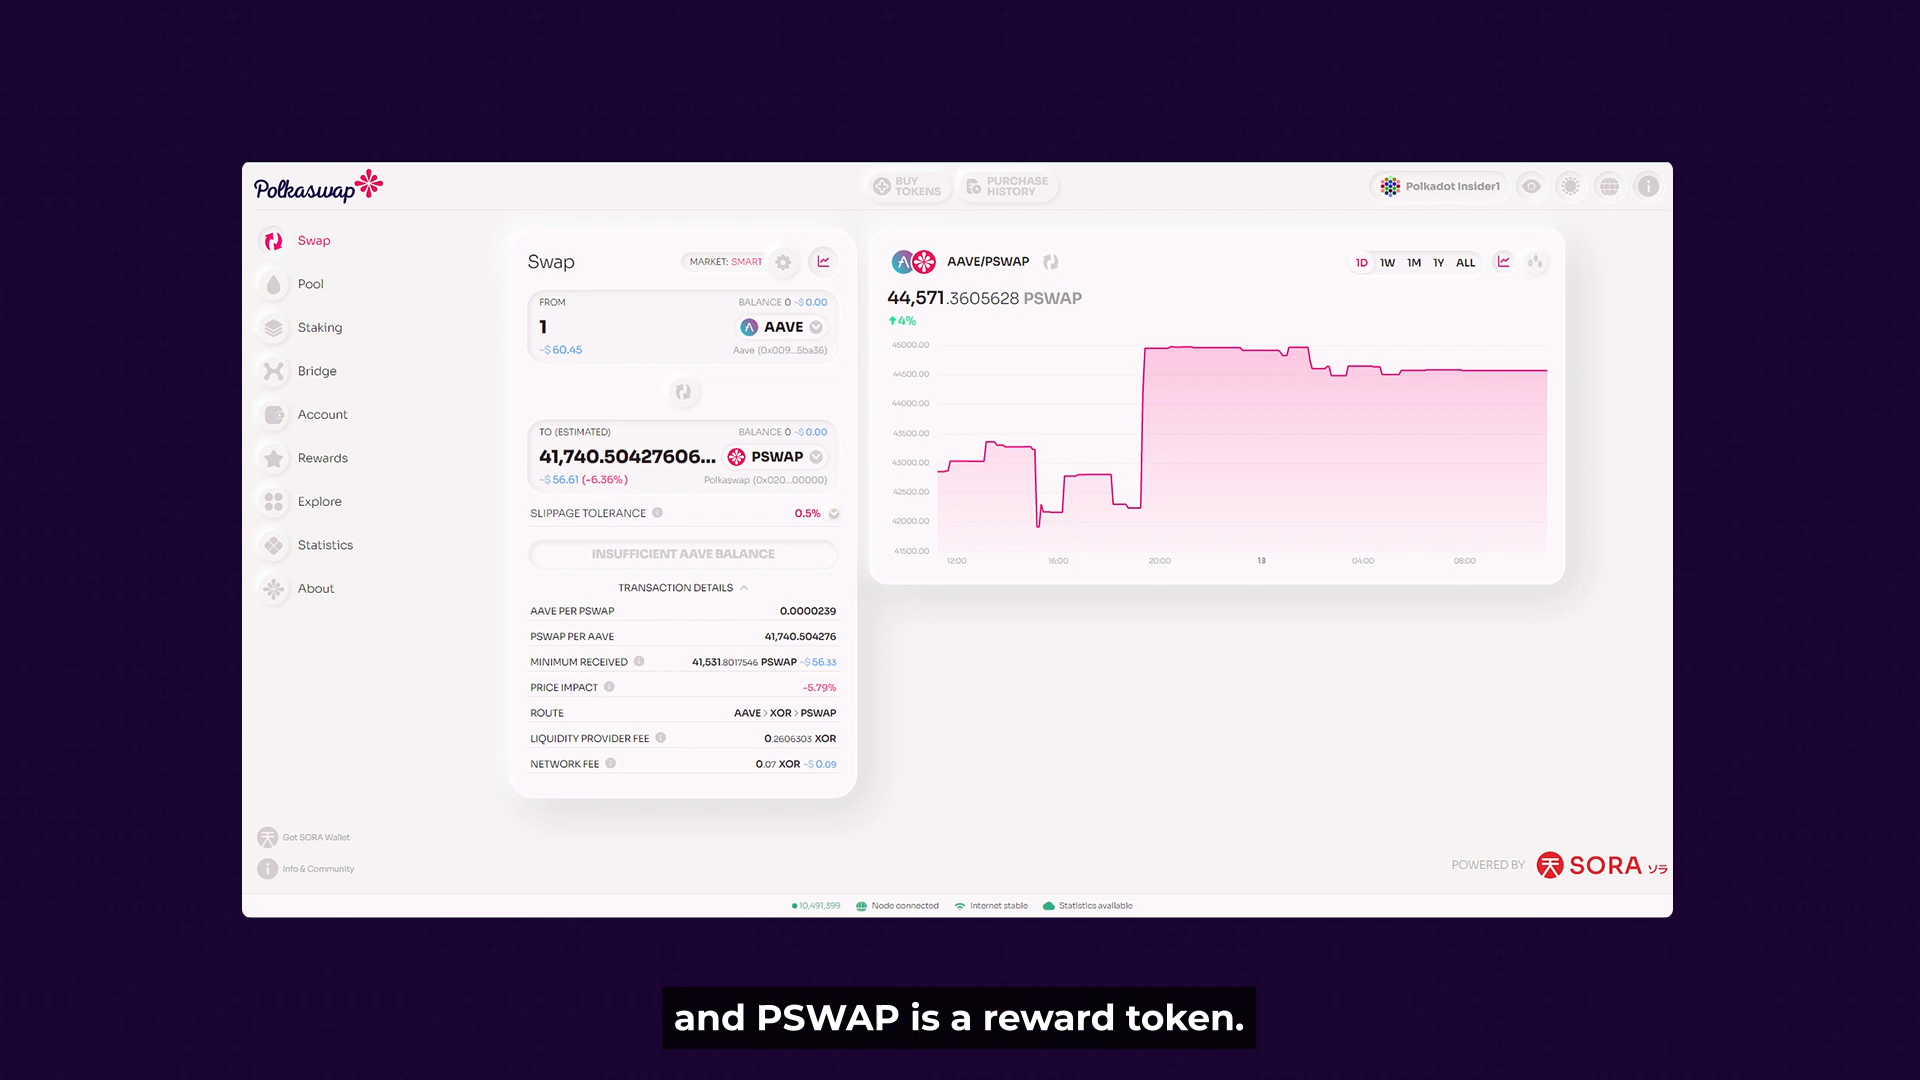 Polkaswap
BUY TOKENS
PURCHASE HISTORY
Polkadot Insider1
Swap
Pool
Staking
Bridge
Account
Rewards
Explore
Statistics
About
Get SORA Wallet
Info & Community
Swap
MARKET: SMART
FROM
BALANCE 0 ~$ 0.00
1
AAVE
~$ 60.45
Aave (0x009...5ba36)
TO (ESTIMATED)
BALANCE 0 ~$ 0.00
41,740.50427606...
PSWAP
~$ 56.61 (-6.36%)
Polkaswap (0x020...00000)
SLIPPAGE TOLERANCE
0.5%
INSUFFICIENT AAVE BALANCE
TRANSACTION DETAILS
AAVE PER PSWAP 0.0000239
PSWAP PER AAVE 41,740.504276
MINIMUM RECEIVED 41,531.8017546 PSWAP ~$ 56.33
PRICE IMPACT -5.79%
ROUTE AAVE > XOR > PSWAP
LIQUIDITY PROVIDER FEE 0.2606303 XOR
NETWORK FEE 0.07 XOR ~$ 0.09
AAVE/PSWAP
1D 1W 1M 1Y ALL
44,571.3605628 PSWAP
4%
45000.00
44500.00
44000.00
43500.00
43000.00
42500.00
42000.00
41500.00
12:00 16:00 20:00 13 04:00 08:00
POWERED BY
天 SORA ソラ
10,491,399 Node connected Internet stable Statistics available
and PSWAP is a reward token.